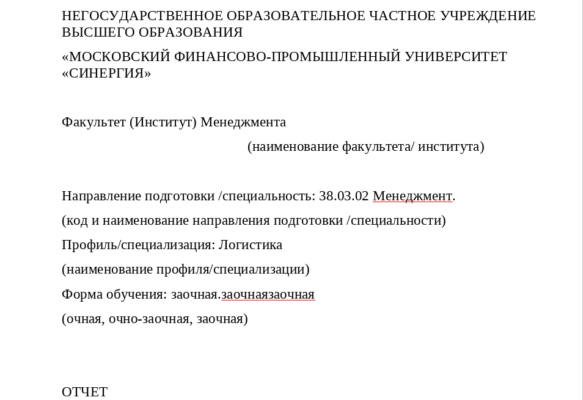 НЕГОСУДАРСТВЕННОЕ ОБРАЗОВАТЕЛЬНОЕ ЧАСТНОЕ УЧРЕЖДЕНИЕ
ВЫСШЕГО ОБРАЗОВАНИЯ
«МОСКОВСКИЙ ФИНАНСОВО-ПРОМЫШЛЕННЫЙ УНИВЕРСИТЕТ
«СИНЕРГИЯ»
Факультет (Институт) Менеджмента
(наименование факультета/ института)
Направление подготовки /специальность: 38.03.02 Менеджмент.
(код и наименование направления подготовки /специальности)
Профиль/специализация: Логистика
(наименование профиля/специализации)
Форма обучения: заочная.заочнаязаочная
(очная, очно-заочная, заочная)
ОТЧЕТ